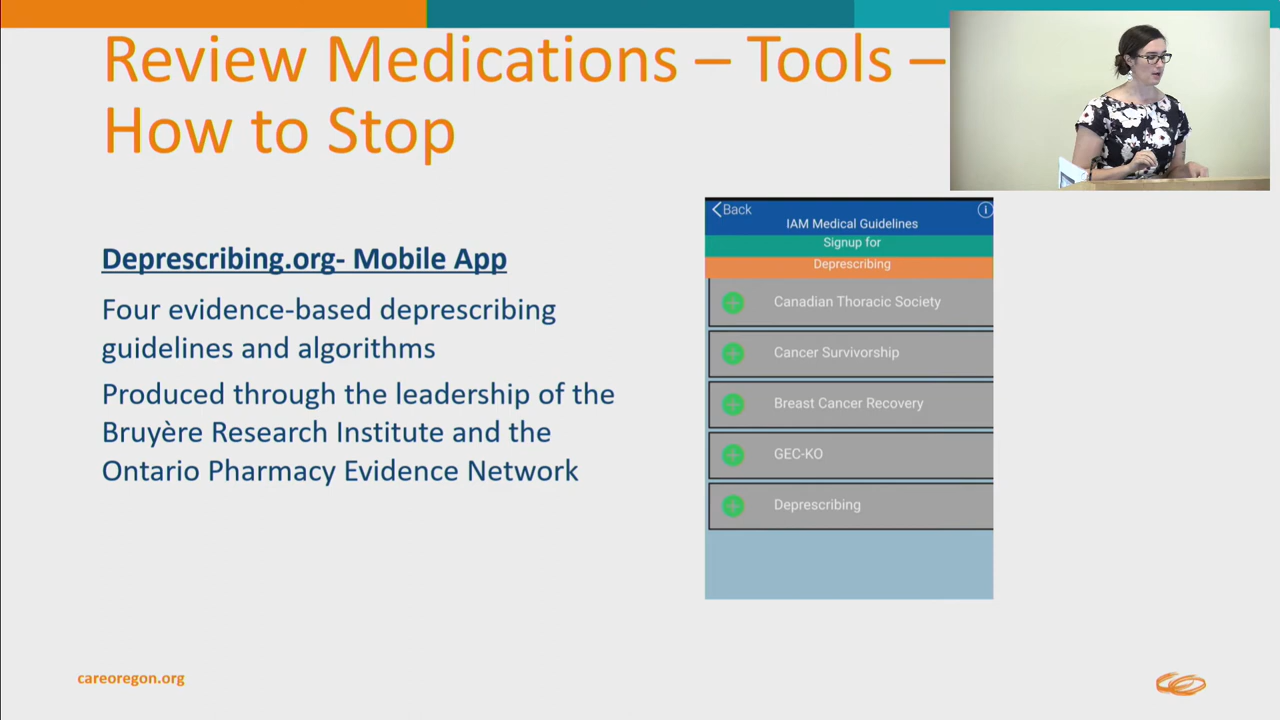 Review Medications – Tools –
How to Stop
Deprescribing.org- Mobile App
Four evidence-based deprescribing
guidelines and algorithms
Produced through the leadership of the
Bruyère Research Institute and the
Ontario Pharmacy Evidence Network
Back
IAM Medical Guidelines
Signup for
Deprescribing
Canadian Thoracic Society
Cancer Survivorship
Breast Cancer Recovery
GEC-KO
Deprescribing
careoregon.org